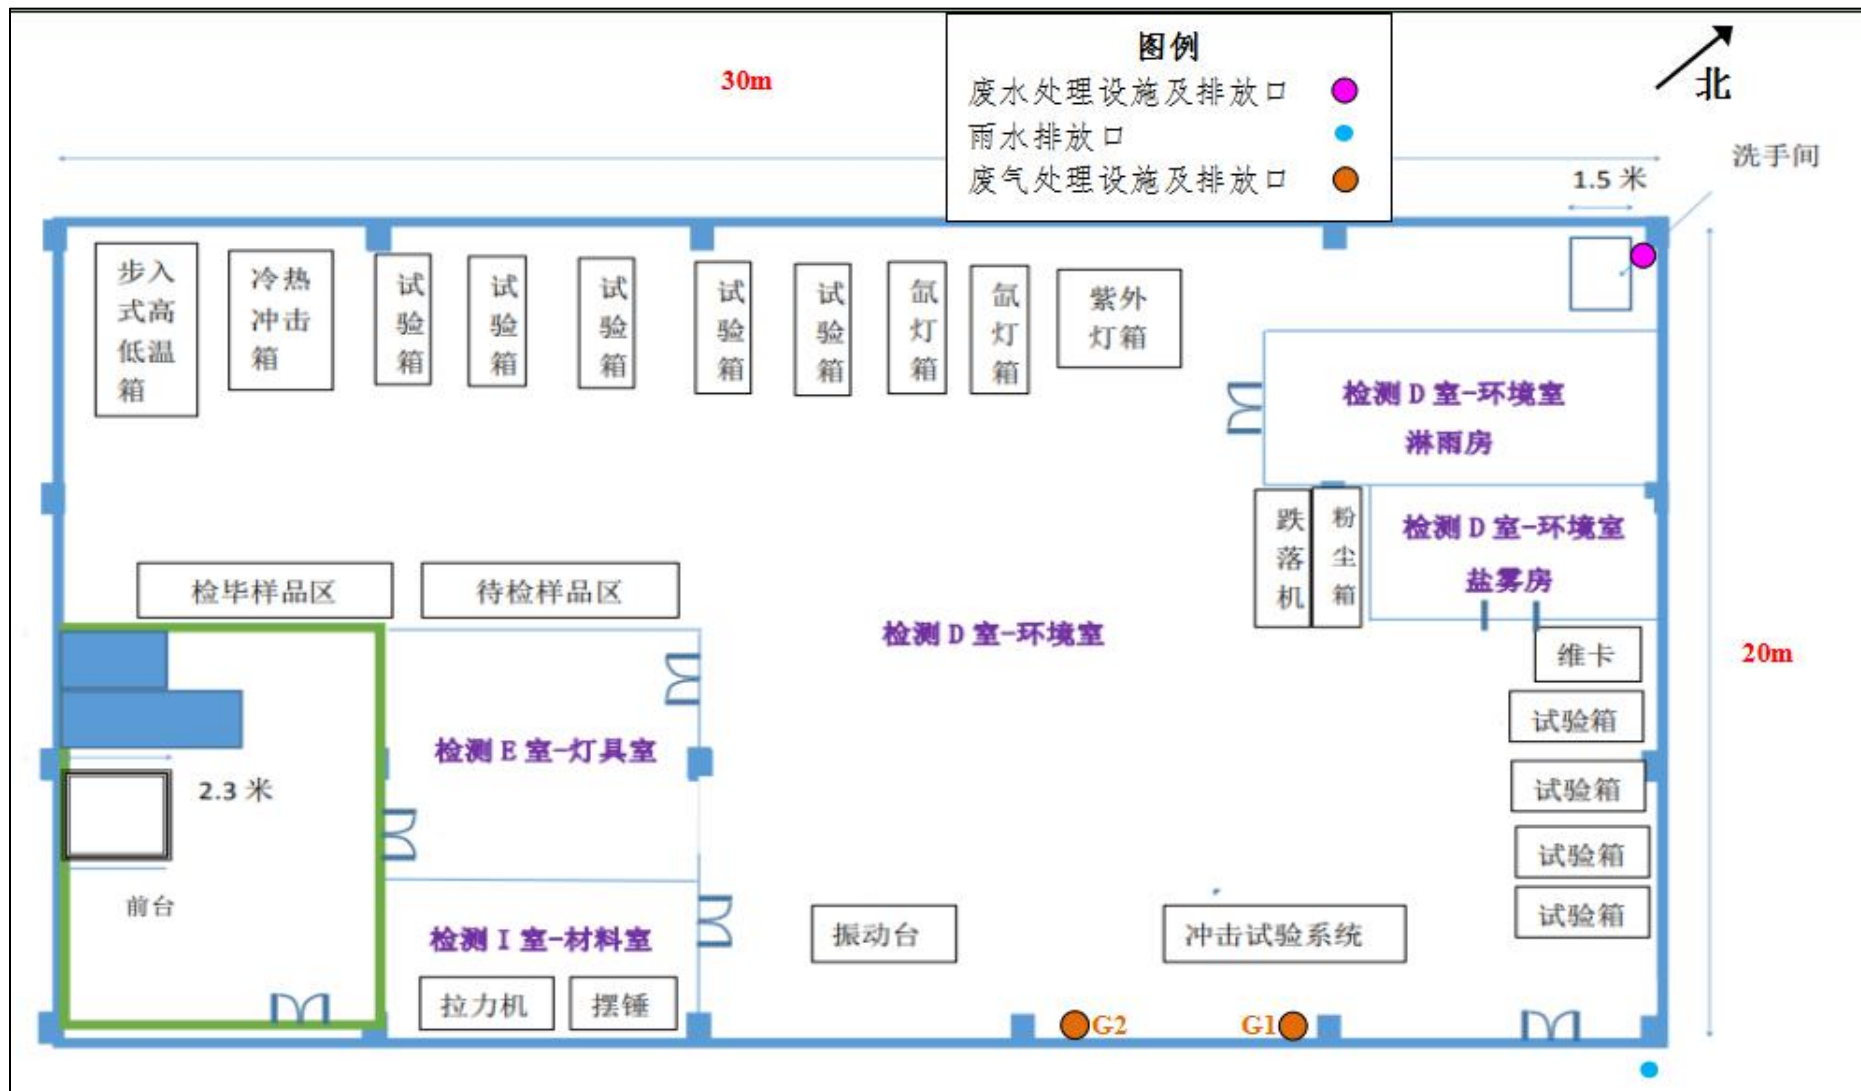 图例
废水处理设施及排放口
雨水排放口
废气处理设施及排放口
北
30m
洗手间
1.5 米
步入
式高
低温
箱
冷热
冲击
箱
试
验
箱
试
验
箱
试
验
箱
试
验
箱
试
验
箱
氙
灯
箱
氙
灯
箱
紫外
灯箱
检测 D 室-环境室
淋雨房
跌
落
机
粉
尘
箱
检测 D 室-环境室
盐雾房
检毕样品区
待检样品区
检测 D 室-环境室
维卡
20m
试验箱
试验箱
试验箱
试验箱
检测 E 室-灯具室
2.3 米
前台
检测 I 室-材料室
拉力机
摆锤
振动台
冲击试验系统
G2
G1